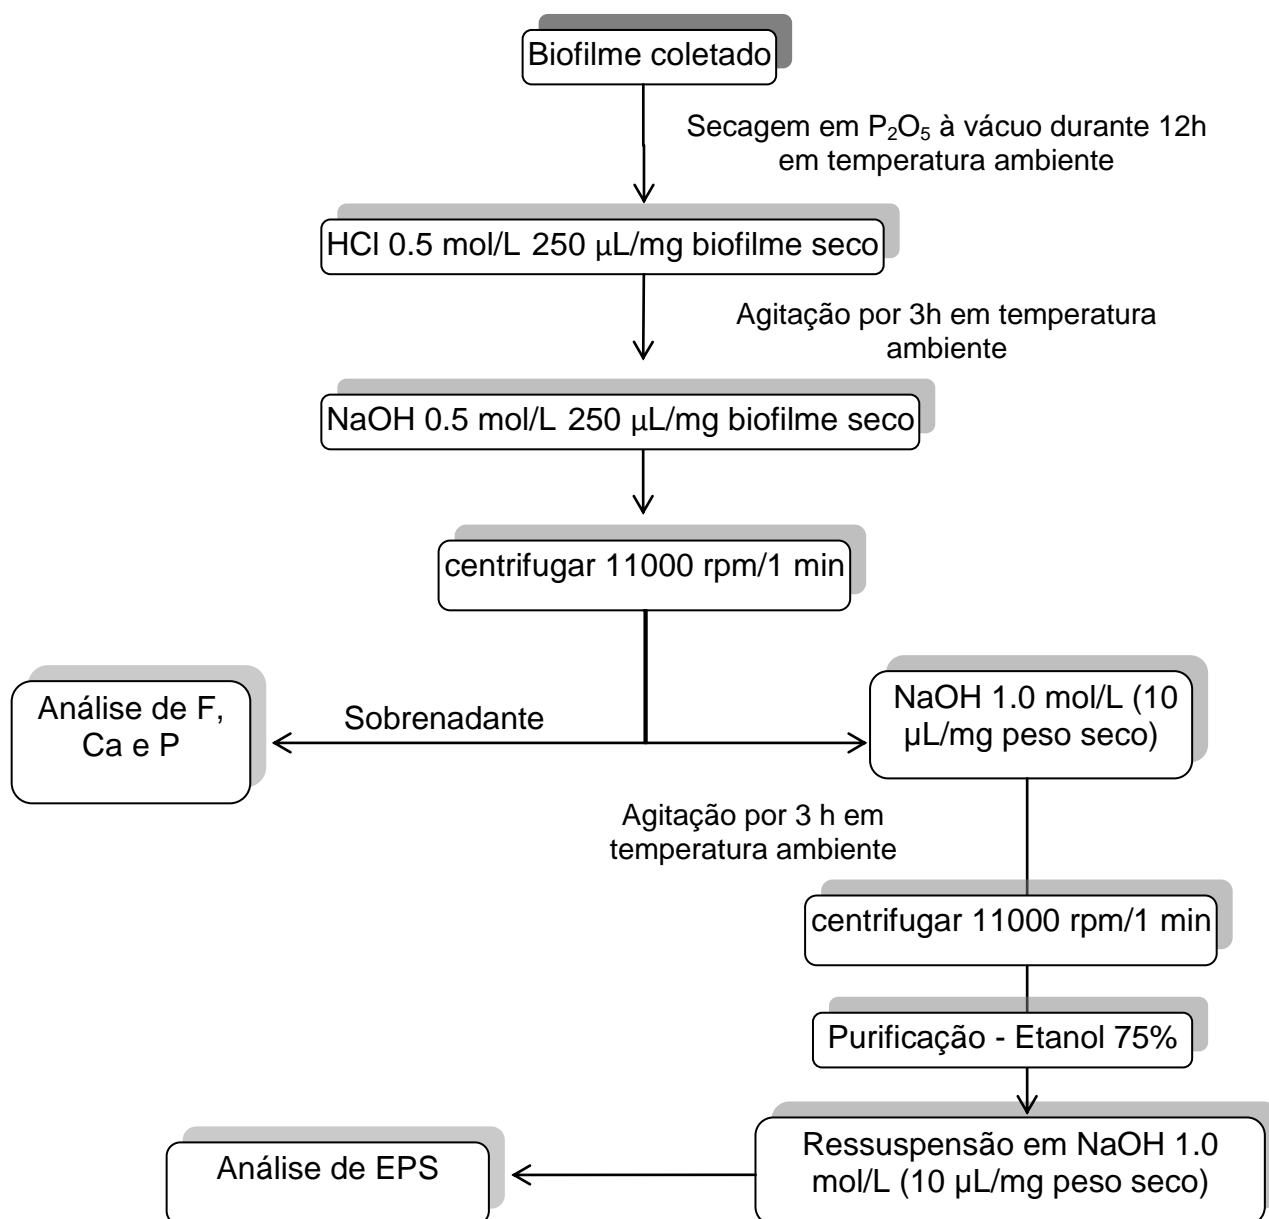 Biofilme coletado
Secagem em P₂O₅ à vácuo durante 12h
em temperatura ambiente
HCl 0.5 mol/L 250 µL/mg biofilme seco
Agitação por 3h em temperatura
ambiente
NaOH 0.5 mol/L 250 µL/mg biofilme seco
centrifugar 11000 rpm/1 min
Análise de F,
Ca e P
Sobrenadante
NaOH 1.0 mol/L (10
µL/mg peso seco)
Agitação por 3 h em
temperatura ambiente
centrifugar 11000 rpm/1 min
Purificação - Etanol 75%
Ressuspensão em NaOH 1.0
mol/L (10 µL/mg peso seco)
Análise de EPS